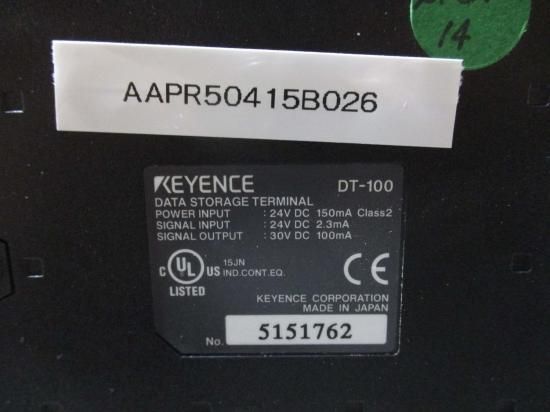 14
AAPR50415B026
KEYENCE DT-100
DATA STORAGE TERMINAL
POWER INPUT : 24V DC 150mA Class2
SIGNAL INPUT : 24V DC 2.3mA
SIGNAL OUTPUT : 30V DC 100mA
C UL US LISTED
15JN
IND.CONT.EQ.
CE
KEYENCE CORPORATION
MADE IN JAPAN
No. 5151762